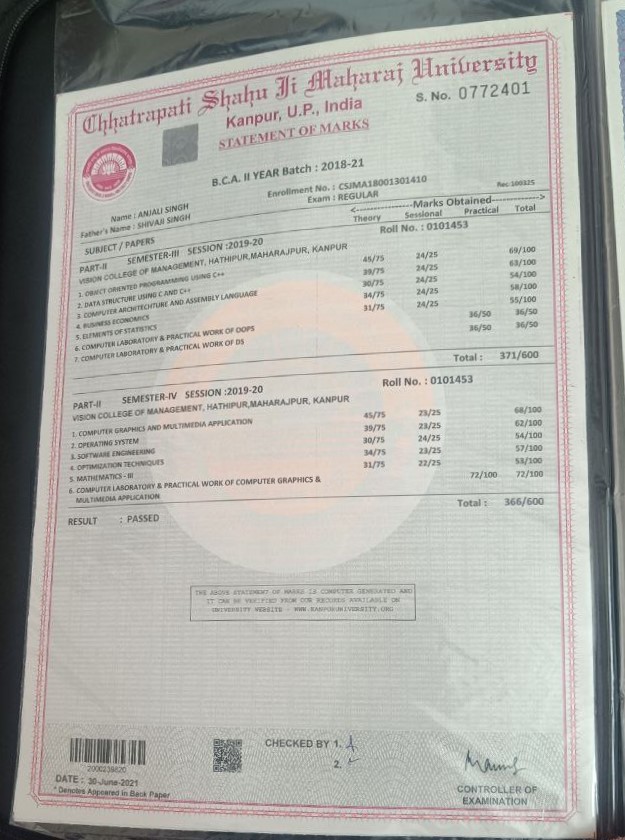 Chhatrapati Shahu Ji Maharaj University
Kanpur, U.P., India
S. No. 0772401
STATEMENT OF MARKS
B.C.A. II YEAR Batch : 2018-21
Enrollment No. : CSJMA18001301410
Rec:100325
Name : ANJALI SINGH
Exam : REGULAR
Father's Name : SHIVAJI SINGH
<---------------Marks Obtained------------>
SUBJECT / PAPERS Theory Sessional Practical Total
PART-II SEMESTER-III SESSION :2019-20 Roll No. : 0101453
VISION COLLEGE OF MANAGEMENT, HATHIPUR,MAHARAJPUR, KANPUR
1. OBJECT ORIENTED PROGRAMMING USING C++ 45/75 24/25 69/100
2. DATA STRUCTURE USING C AND C++ 39/75 24/25 63/100
3. COMPUTER ARCHITECHTURE AND ASSEMBLY LANGUAGE 30/75 24/25 54/100
4. BUSINESS ECONOMICS 34/75 24/25 58/100
5. ELEMENTS OF STATISTICS 31/75 24/25 55/100
6. COMPUTER LABORATORY & PRACTICAL WORK OF OOPS 36/50 36/50
7. COMPUTER LABORATORY & PRACTICAL WORK OF DS 36/50 36/50
Total : 371/600
PART-II SEMESTER-IV SESSION :2019-20 Roll No. : 0101453
VISION COLLEGE OF MANAGEMENT, HATHIPUR,MAHARAJPUR, KANPUR
1. COMPUTER GRAPHICS AND MULTIMEDIA APPLICATION 45/75 23/25 68/100
2. OPERATING SYSTEM 39/75 23/25 62/100
3. SOFTWARE ENGINEERING 30/75 24/25 54/100
4. OPTIMIZATION TECHNIQUES 34/75 23/25 57/100
5. MATHEMATICS - III 31/75 22/25 53/100
6. COMPUTER LABORATORY & PRACTICAL WORK OF COMPUTER GRAPHICS & 72/100 72/100
MULTIMEDIA APPLICATION
Total : 366/600
RESULT : PASSED
THE ABOVE STATEMENT OF MARKS IS COMPUTER GENERATED AND
IT CAN BE VERIFIED FROM OUR RECORDS AVAILABLE ON
UNIVERSITY WEBSITE - WWW.KANPURUNIVERSITY.ORG
CHECKED BY 1.
2.
2000239620
DATE : 30-June-2021
* Denotes Appeared in Back Paper
CONTROLLER OF
EXAMINATION